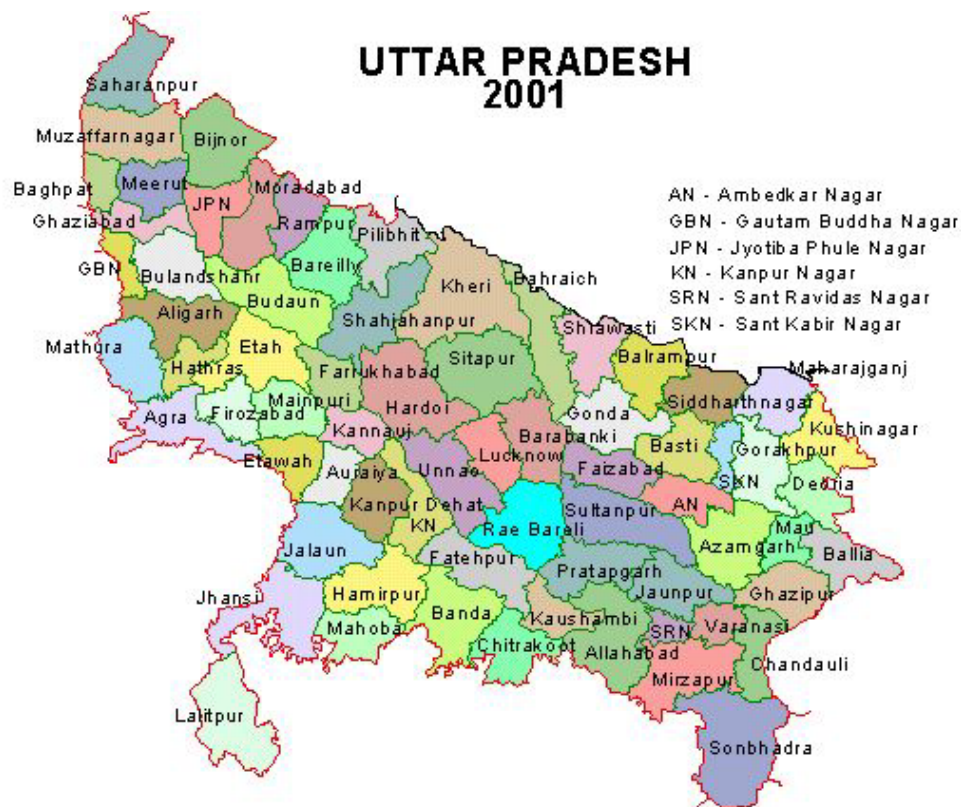 UTTAR PRADESH
2001
Saharanpur
Muzaffarnagar
Bijnor
Baghpat
Meerut
JPN
Moradabad
Ghaziabad
Rampur
Pilibhit
GBN
Bulandshahr
Bareilly
Budaun
Kheri
Bahraich
Aligarh
Shahjahanpur
Shrawasti
Mathura
Hathras
Etah
Farrukhabad
Sitapur
Balrampur
Maharajganj
Agra
Firozabad
Mainpuri
Hardoi
Gonda
Siddharthnagar
Kannauj
Barabanki
Basti
Gorakhpur
Kushinagar
Etawah
Auraiya
Unnao
Lucknow
Faizabad
SKN
Deoria
Kanpur Dehat
KN
Rae Bareli
Sultanpur
AN
Azamgarh
Mau
Ballia
Jalaun
Fatehpur
Pratapgarh
Jaunpur
Ghazipur
Jhansi
Hamirpur
Banda
Kaushambi
SRN
Varanasi
Mahoba
Chitrakoot
Allahabad
Mirzapur
Chandauli
Lalitpur
Sonbhadra
AN - Ambedkar Nagar
GBN - Gautam Buddha Nagar
JPN - Jyotiba Phule Nagar
KN - Kanpur Nagar
SRN - Sant Ravidas Nagar
SKN - Sant Kabir Nagar